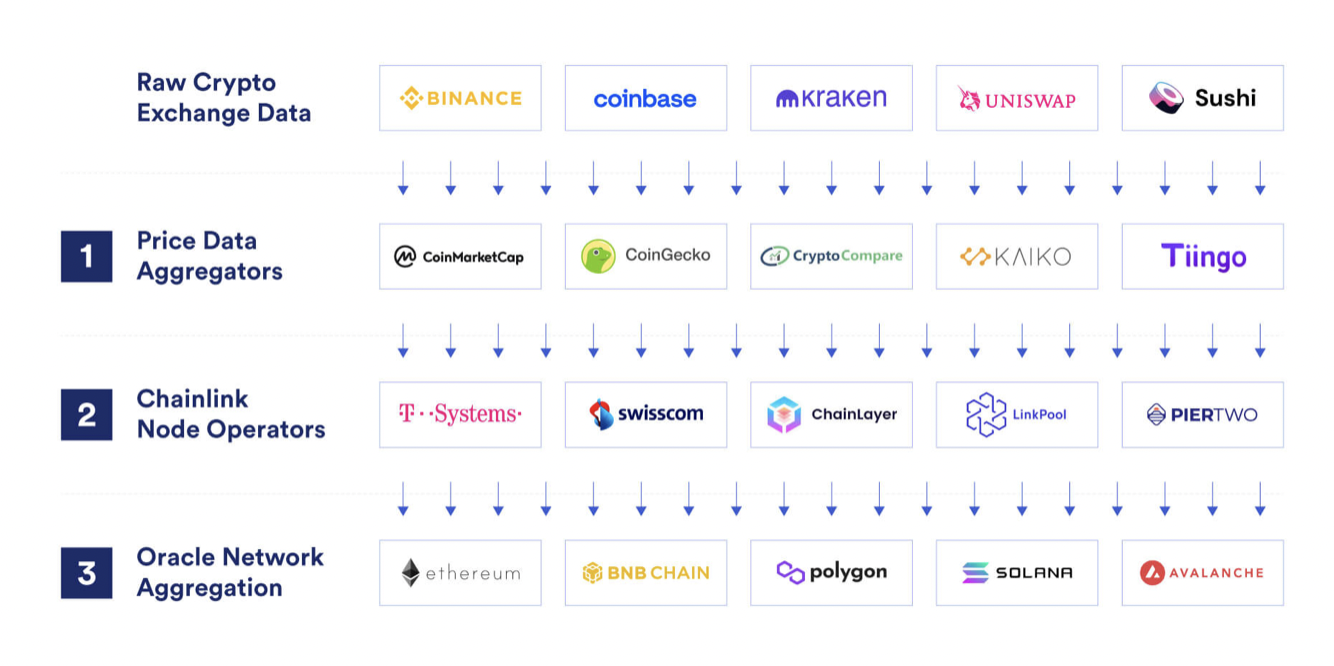 Raw Crypto
Exchange Data
BINANCE
coinbase
kraken
UNISWAP
Sushi
1
Price Data
Aggregators
CoinMarketCap
CoinGecko
CryptoCompare
KAIKO
Tiingo
2
Chainlink
Node Operators
T··Systems·
swisscom
ChainLayer
LinkPool
PIERTWO
3
Oracle Network
Aggregation
ethereum
BNB CHAIN
polygon
SOLANA
AVALANCHE